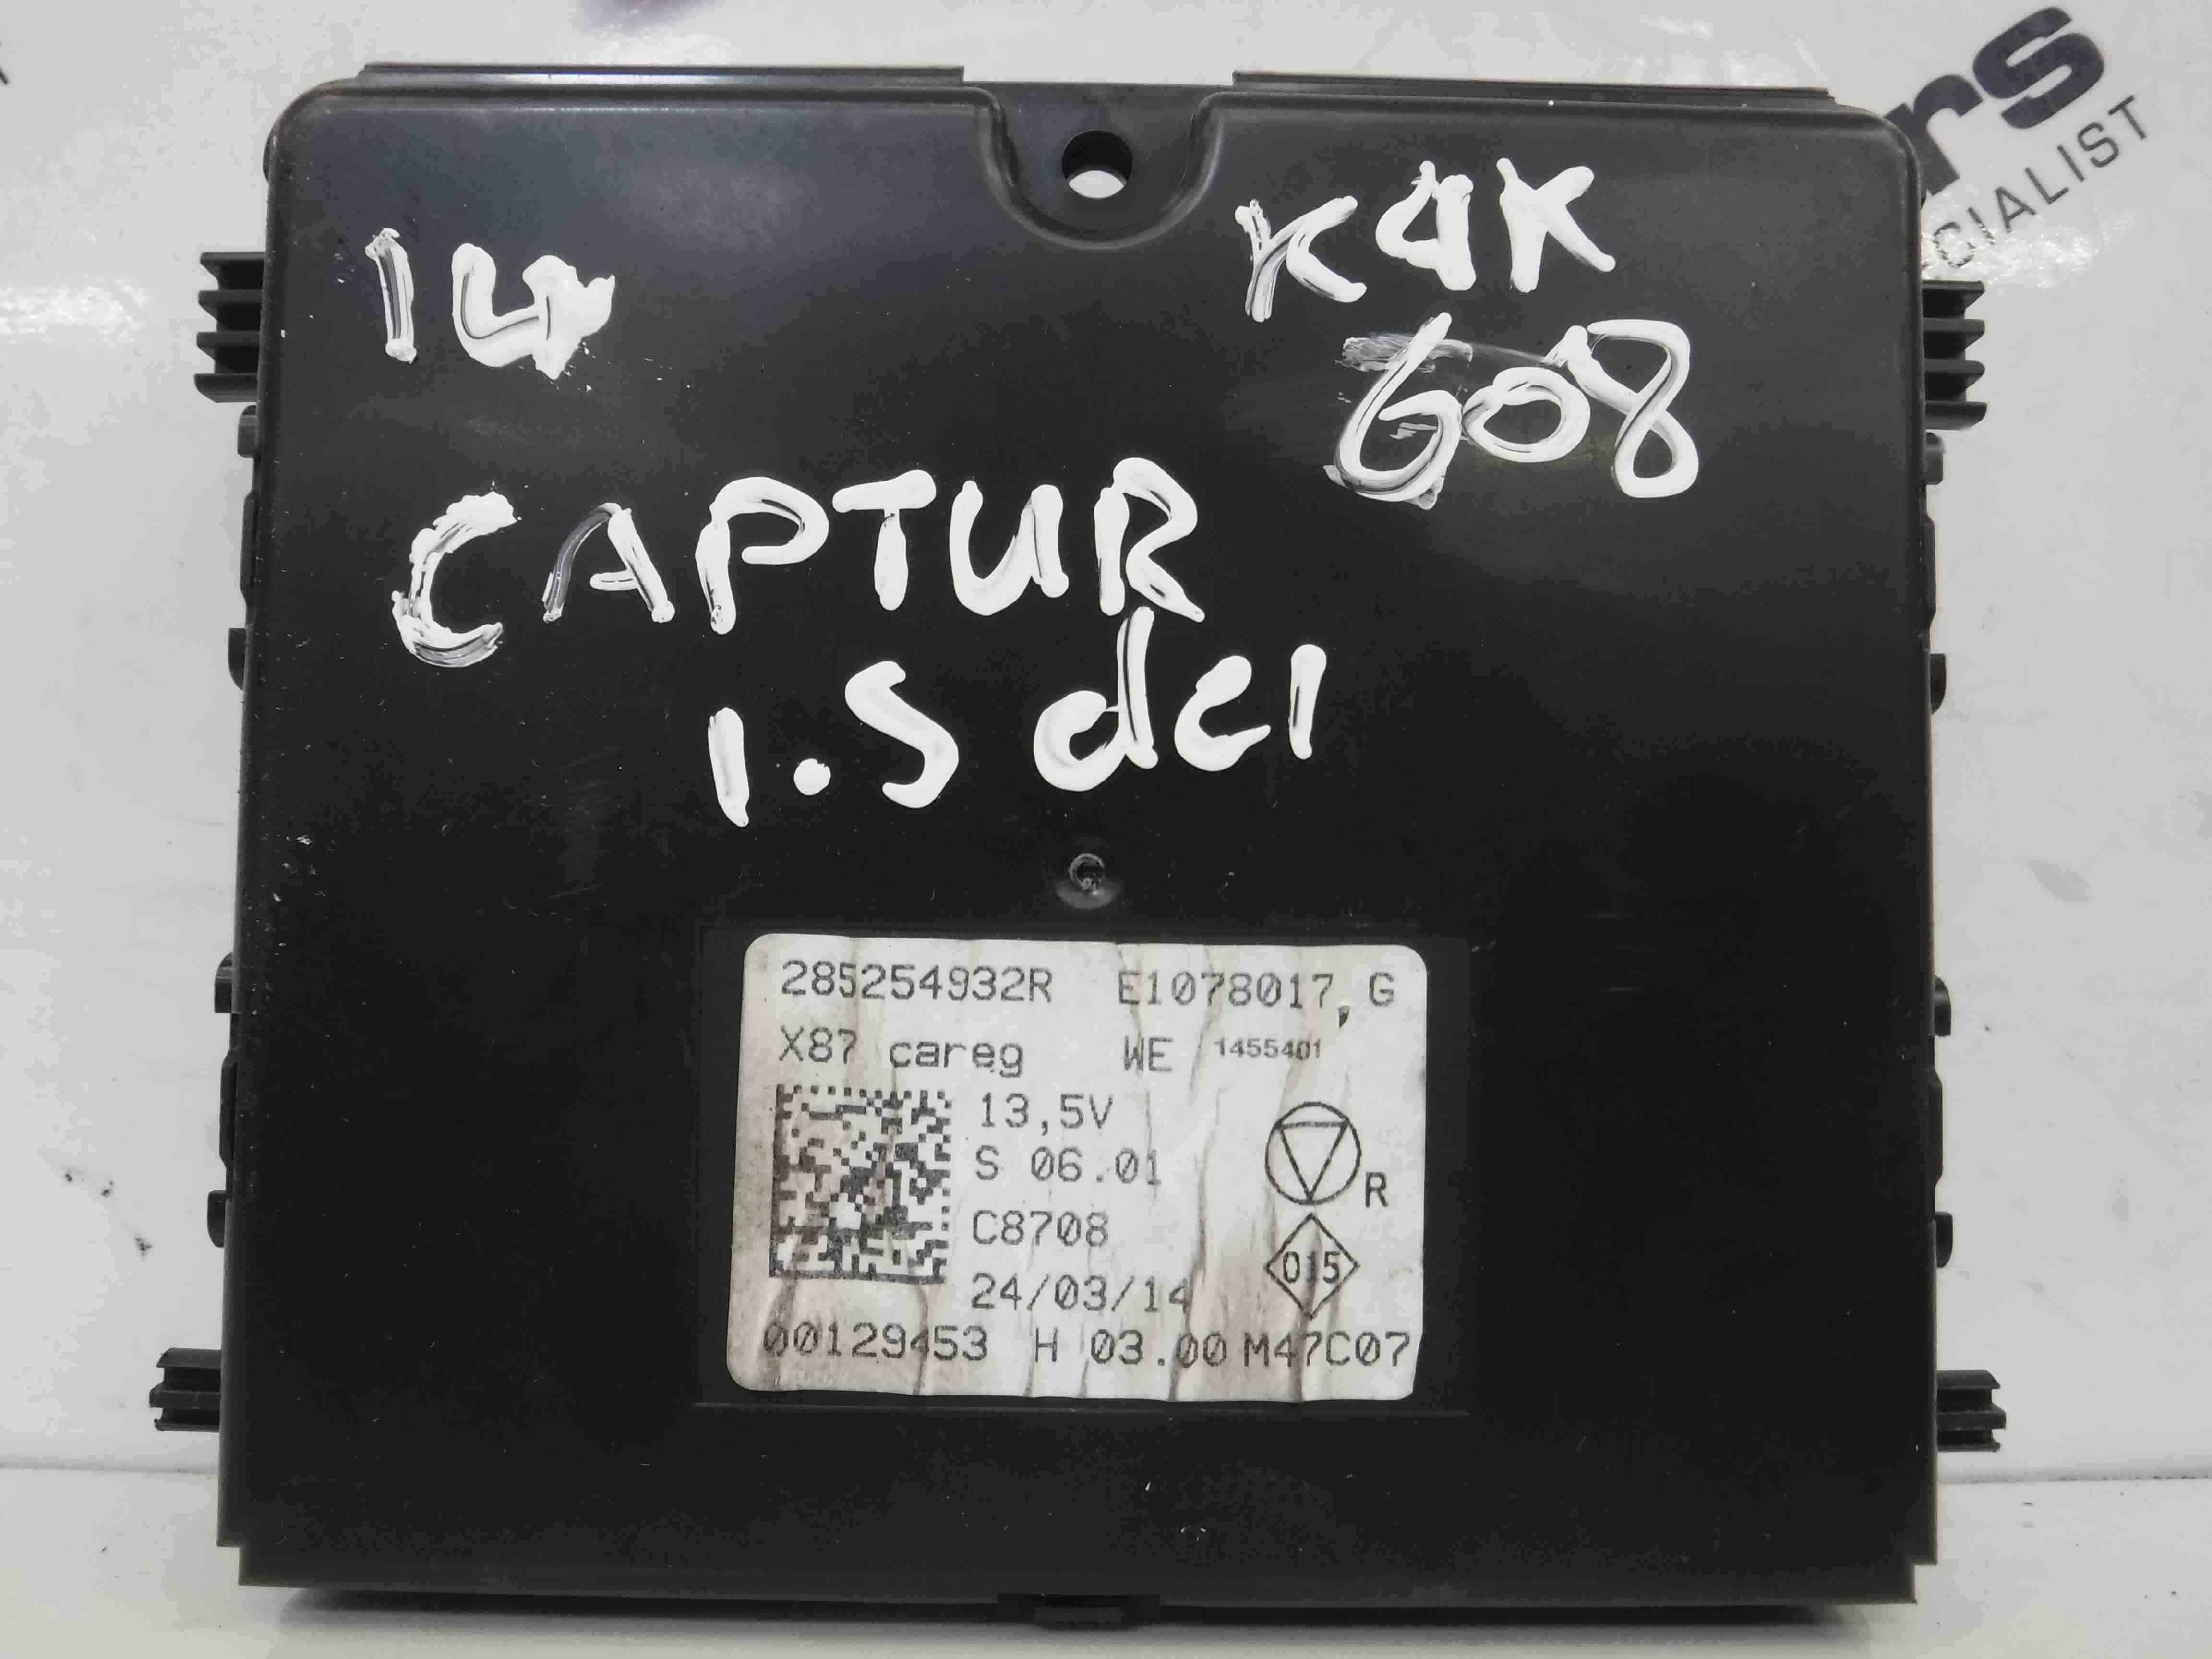 rs
CIALIST
14
K4K
608
CAPTUR
1.5 dci
285254932R E1078017 G
X87 careg WE 1455401
13,5V
S 06.01
R
C8708
015
24/03/14
00129453 H 03.00 M47C07